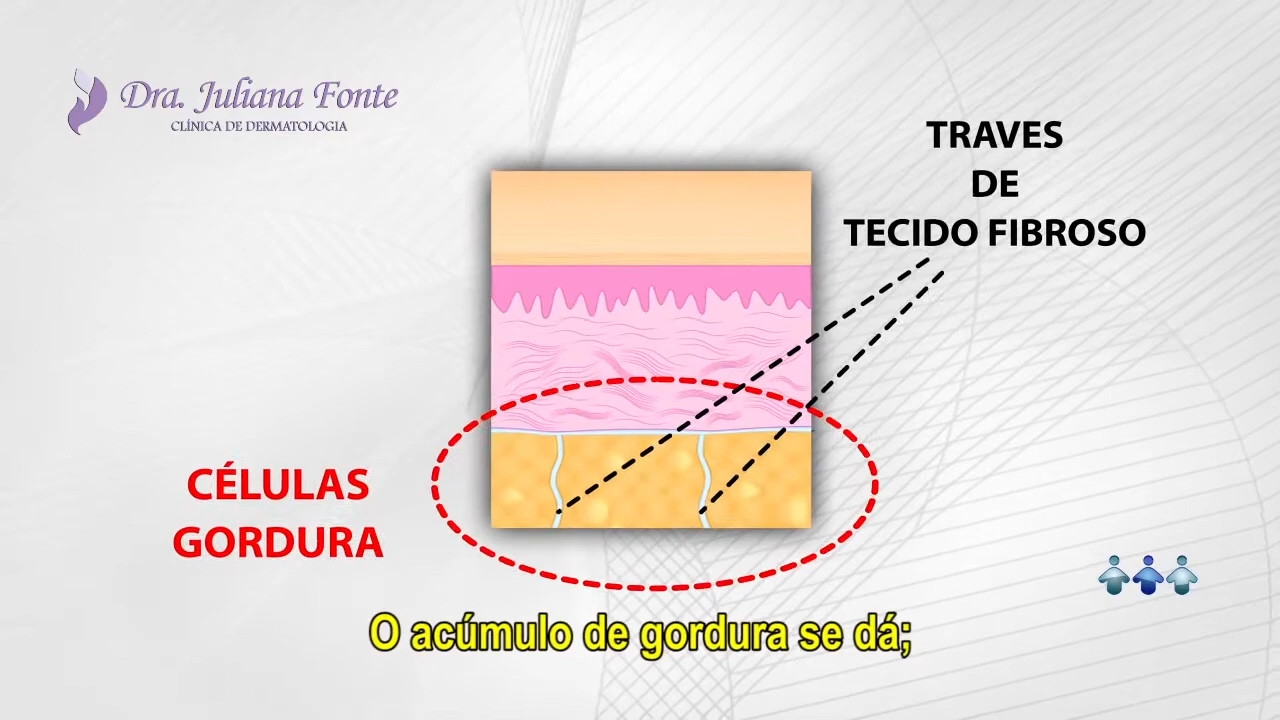 Dra. Juliana Fonte
CLÍNICA DE DERMATOLOGIA
TRAVES
DE
TECIDO FIBROSO
CÉLULAS
GORDURA
O acúmulo de gordura se dá;